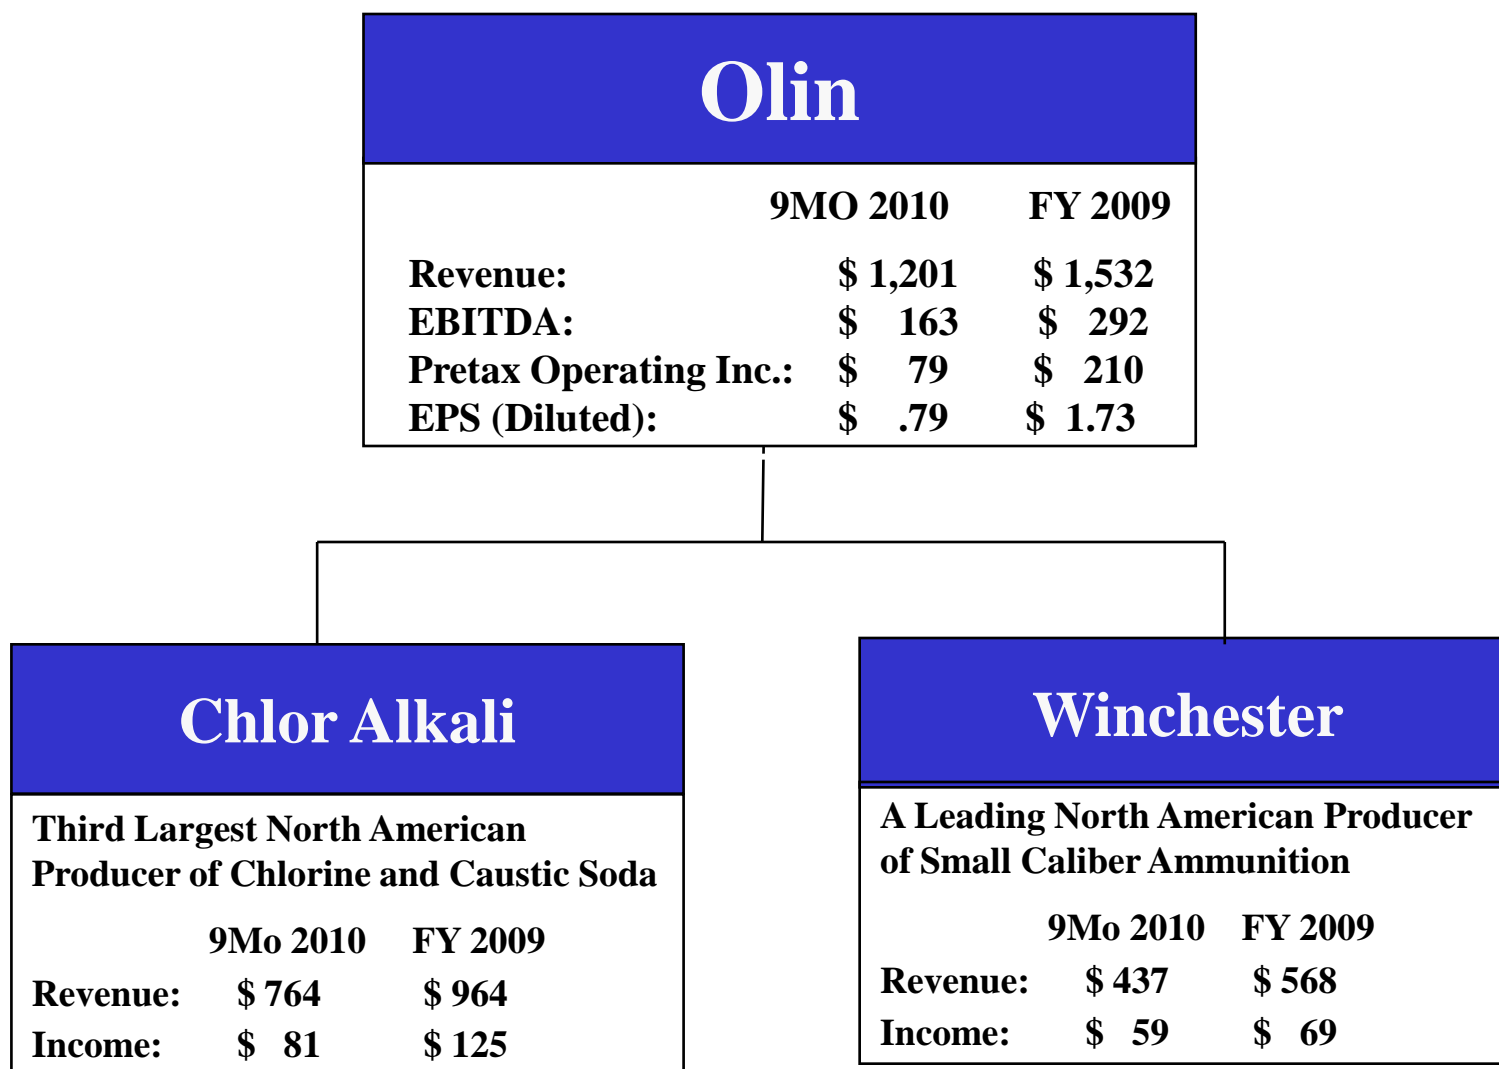 Olin
9MO 2010 FY 2009
Revenue: $ 1,201 $ 1,532
EBITDA: $ 163 $ 292
Pretax Operating Inc.: $ 79 $ 210
EPS (Diluted): $ .79 $ 1.73
Chlor Alkali
Third Largest North American
Producer of Chlorine and Caustic Soda
9Mo 2010 FY 2009
Revenue: $ 764 $ 964
Income: $ 81 $ 125
Winchester
A Leading North American Producer
of Small Caliber Ammunition
9Mo 2010 FY 2009
Revenue: $ 437 $ 568
Income: $ 59 $ 69